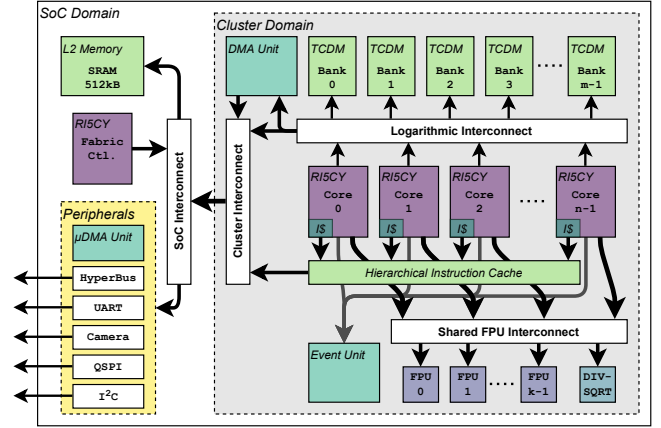 SoC Domain
L2 Memory
SRAM
512kB
RI5CY
Fabric
Ctl.
SoC Interconnect
Peripherals
μDMA Unit
HyperBus
UART
Camera
QSPI
I²C
Cluster Domain
DMA Unit
Cluster Interconnect
TCDM
Bank
0
TCDM
Bank
1
TCDM
Bank
2
TCDM
Bank
3
TCDM
Bank
m-1
Logarithmic Interconnect
RI5CY
Core
0
I$
RI5CY
Core
1
I$
RI5CY
Core
2
I$
RI5CY
Core
n-1
I$
Hierarchical Instruction Cache
Shared FPU Interconnect
Event Unit
FPU
0
FPU
1
FPU
k-1
DIV-
SQRT